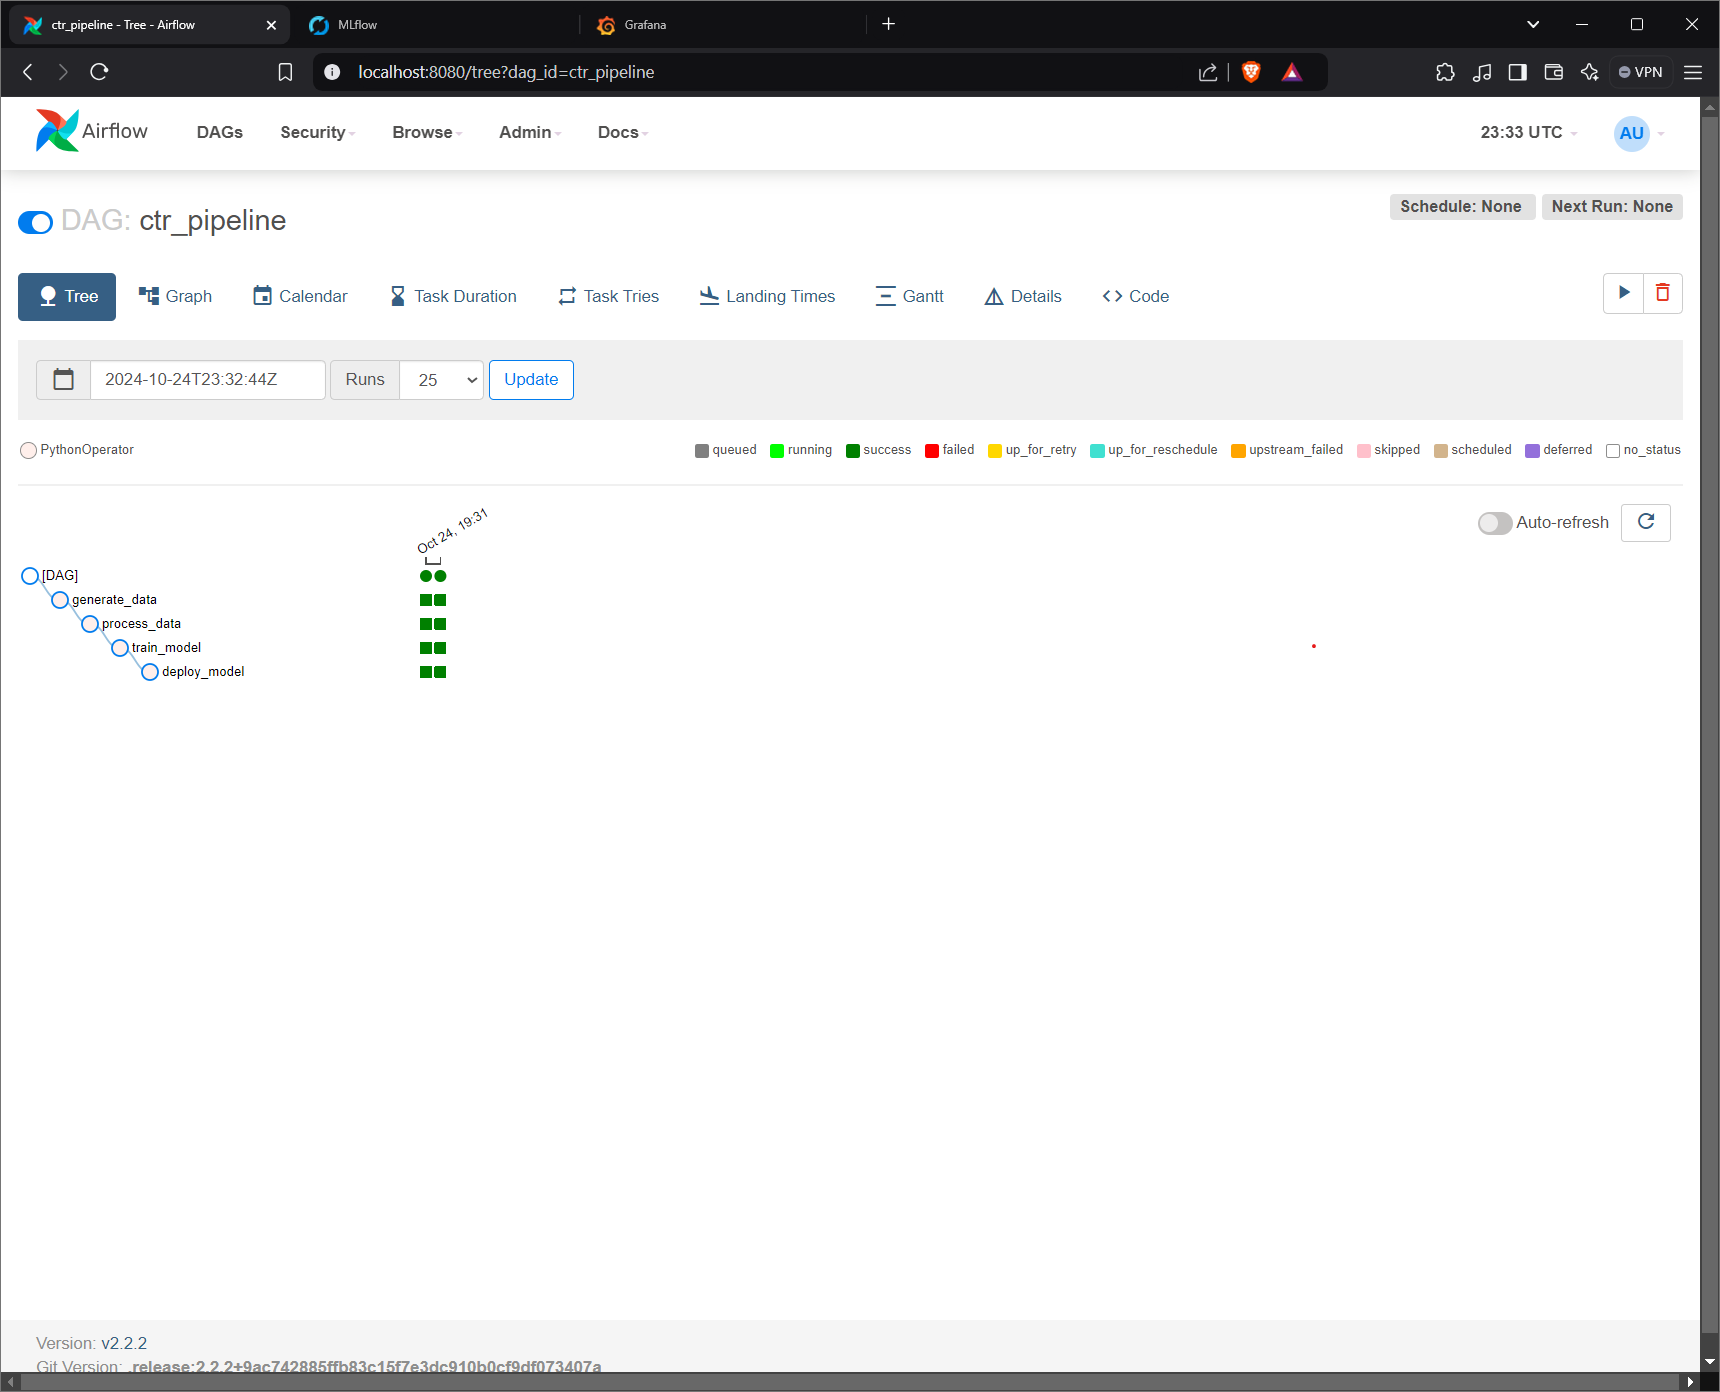 ctr_pipeline - Tree - Airflow
MLflow
Grafana
localhost:8080/tree?dag_id=ctr_pipeline
VPN
Airflow
DAGs
Security
Browse
Admin
Docs
23:33 UTC
AU
DAG: ctr_pipeline
Schedule: None
Next Run: None
Tree
Graph
Calendar
Task Duration
Task Tries
Landing Times
Gantt
Details
Code
2024-10-24T23:32:44Z
Runs
25
Update
PythonOperator
queued
running
success
failed
up_for_retry
up_for_reschedule
upstream_failed
skipped
scheduled
deferred
no_status
Oct 24, 19:31
Auto-refresh
[DAG]
generate_data
process_data
train_model
deploy_model
Version: v2.2.2
Git Version: .release:2.2.2+9ac742885ffb83c15f7e3dc910b0cf9df073407a